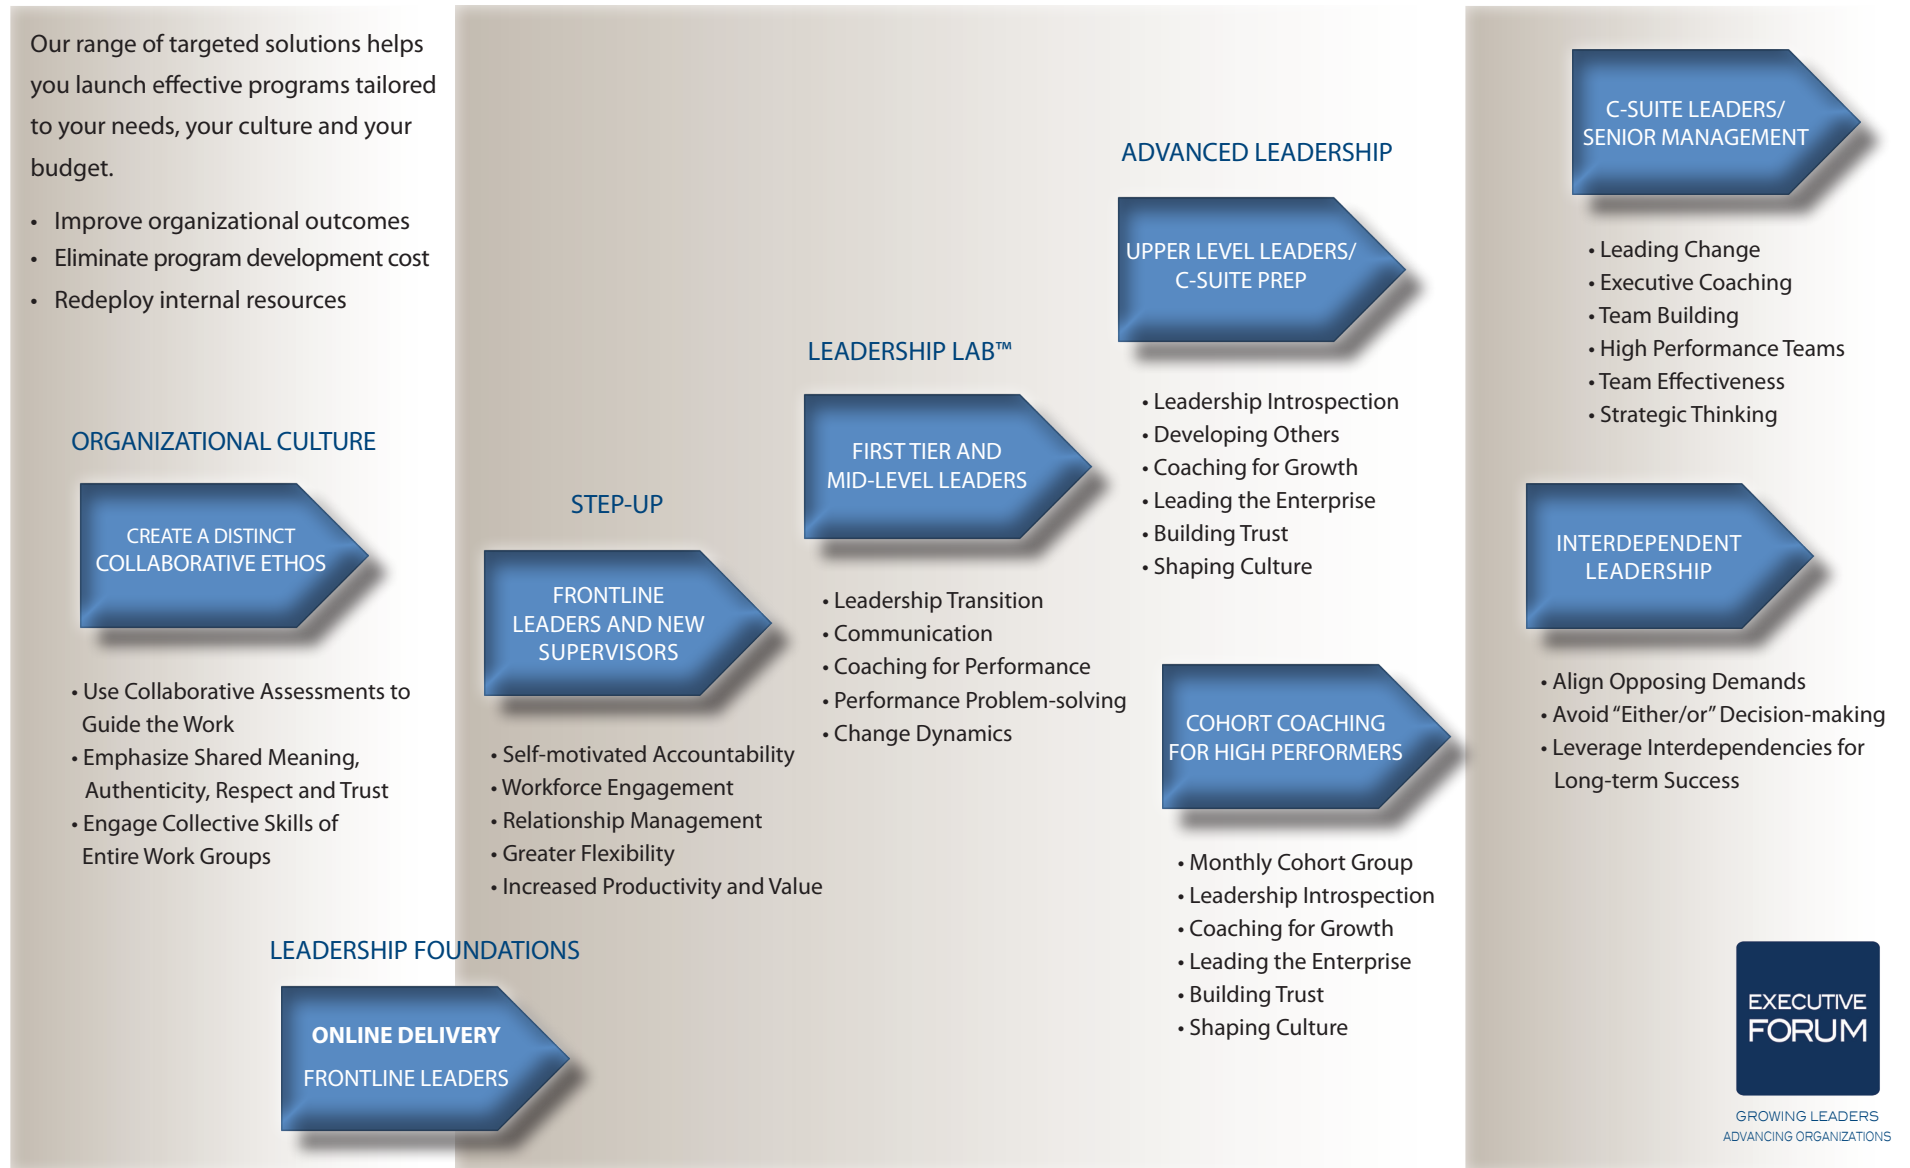 Our range of targeted solutions helps
you launch effective programs tailored
to your needs, your culture and your
budget.
• Improve organizational outcomes
• Eliminate program development cost
• Redeploy internal resources
ORGANIZATIONAL CULTURE
CREATE A DISTINCT
COLLABORATIVE ETHOS
• Use Collaborative Assessments to
Guide the Work
• Emphasize Shared Meaning,
Authenticity, Respect and Trust
• Engage Collective Skills of
Entire Work Groups
LEADERSHIP FOUNDATIONS
ONLINE DELIVERY
FRONTLINE LEADERS
STEP-UP
FRONTLINE
LEADERS AND NEW
SUPERVISORS
• Self-motivated Accountability
• Workforce Engagement
• Relationship Management
• Greater Flexibility
• Increased Productivity and Value
LEADERSHIP LAB™
FIRST TIER AND
MID-LEVEL LEADERS
• Leadership Transition
• Communication
• Coaching for Performance
• Performance Problem-solving
• Change Dynamics
ADVANCED LEADERSHIP
UPPER LEVEL LEADERS/
C-SUITE PREP
• Leadership Introspection
• Developing Others
• Coaching for Growth
• Leading the Enterprise
• Building Trust
• Shaping Culture
COHORT COACHING
FOR HIGH PERFORMERS
• Monthly Cohort Group
• Leadership Introspection
• Coaching for Growth
• Leading the Enterprise
• Building Trust
• Shaping Culture
C-SUITE LEADERS/
SENIOR MANAGEMENT
• Leading Change
• Executive Coaching
• Team Building
• High Performance Teams
• Team Effectiveness
• Strategic Thinking
INTERDEPENDENT
LEADERSHIP
• Align Opposing Demands
• Avoid “Either/or” Decision-making
• Leverage Interdependencies for
Long-term Success
EXECUTIVE
FORUM
GROWING LEADERS
ADVANCING ORGANIZATIONS